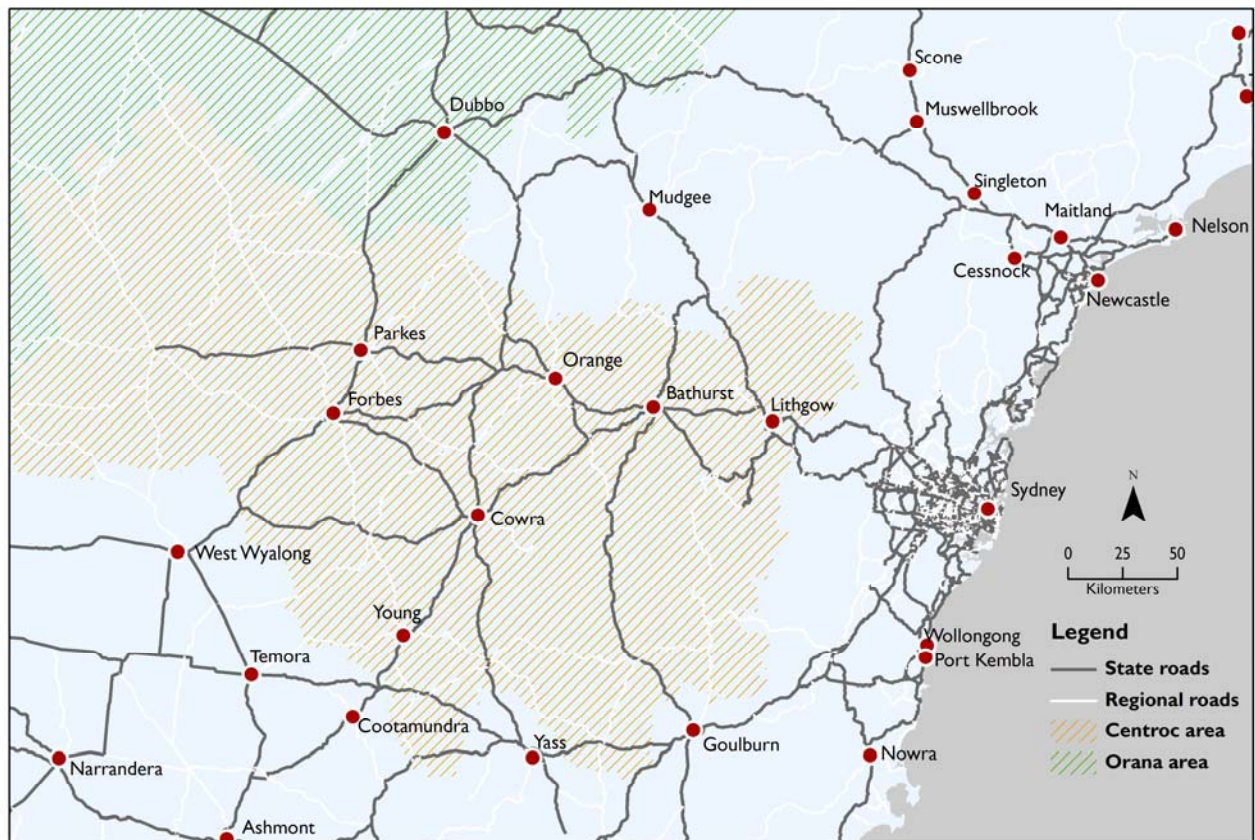 Scone
Dubbo
Muswellbrook
Singleton
Mudgee
Maitland
Nelson
Cessnock
Newcastle
Parkes
Orange
Forbes
Bathurst
Lithgow
N
Sydney
Cowra
West Wyalong
0 25 50
Kilometers
Young
Wollongong
Legend
Port Kembla
Temora
State roads
Regional roads
Cootamundra
Centroc area
Yass
Goulburn
Nowra
Orana area
Narrandera
Ashmont